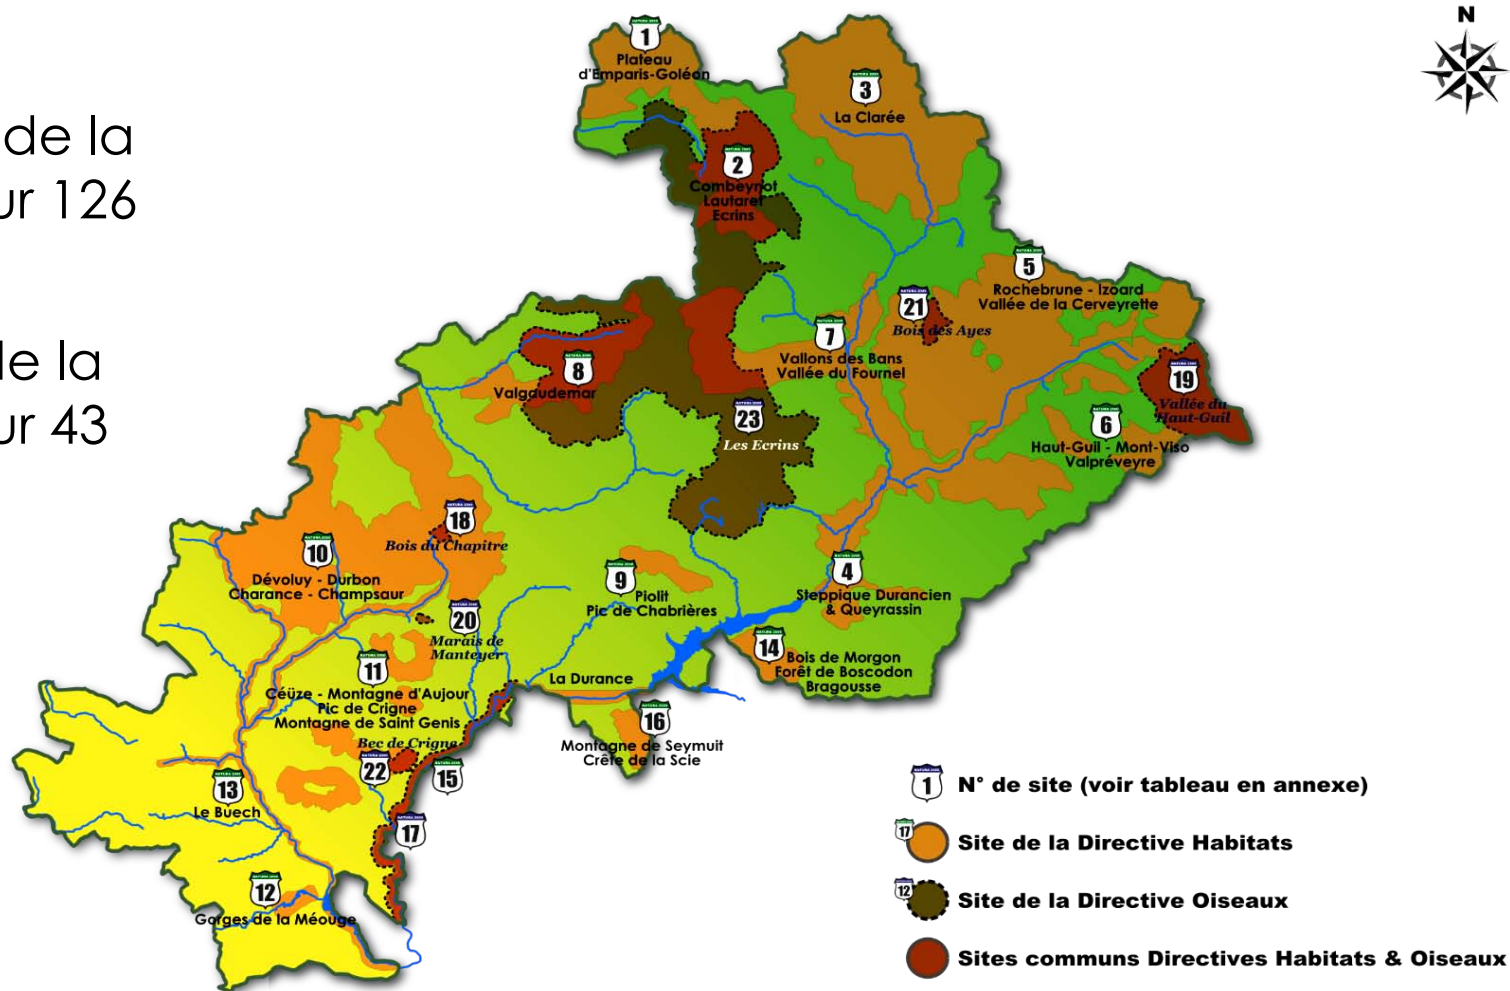 N
de la
ur 126
de la
ur 43
1
Plateau
d'Emparis-Goléon
3
La Clarée
2
Combeynot
Lautaret
Ecrins
5
Rochebrune - Izoard
Vallée de la Cerveyrette
21
Bois des Ayes
7
Vallons des Bans
Vallée du Fournel
8
Valgaudemar
19
Vallée du
Haut-Guil
23
Les Ecrins
6
Haut-Guil - Mont-Viso
Valpréveyre
18
Bois du Chapitre
10
Dévoluy - Durbon
Charance - Champsaur
9
Piolit
Pic de Chabrières
4
Steppique Durancien
& Queyrassin
20
Marais de
Manteyer
14
Bois de Morgon
Forêt de Boscodon
Bragousse
11
Céüze - Montagne d'Aujour
Pic de Crigne
Montagne de Saint Genis
La Durance
16
Montagne de Seymuit
Crête de la Scie
Bec de Crigne
22
15
13
Le Buech
17
12
Gorges de la Méouge
1
N° de site (voir tableau en annexe)
17
Site de la Directive Habitats
12
Site de la Directive Oiseaux
Sites communs Directives Habitats & Oiseaux